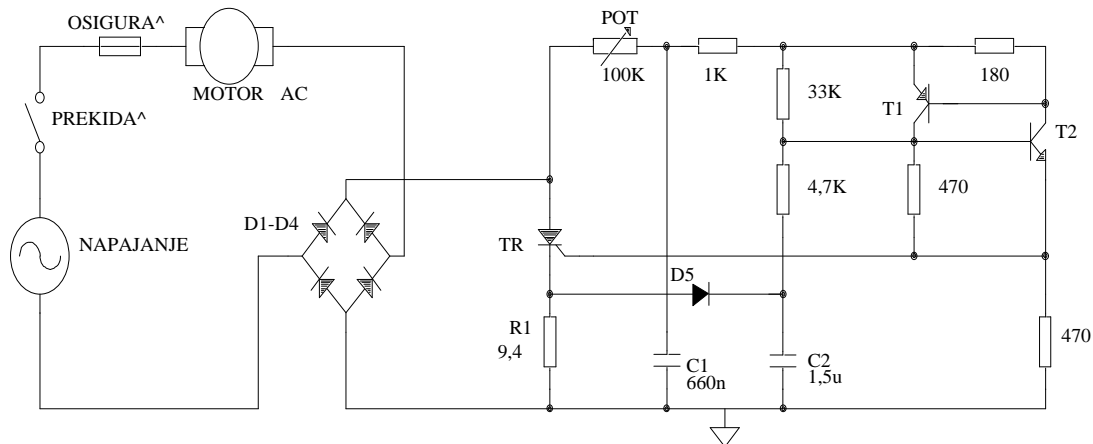 OSIGURA^
MOTOR AC
PREKIDA^
NAPAJANJE
D1-D4
POT
100K
1K
33K
180
T1
T2
4,7K
470
TR
D5
R1
9,4
C1
660n
C2
1,5u
470